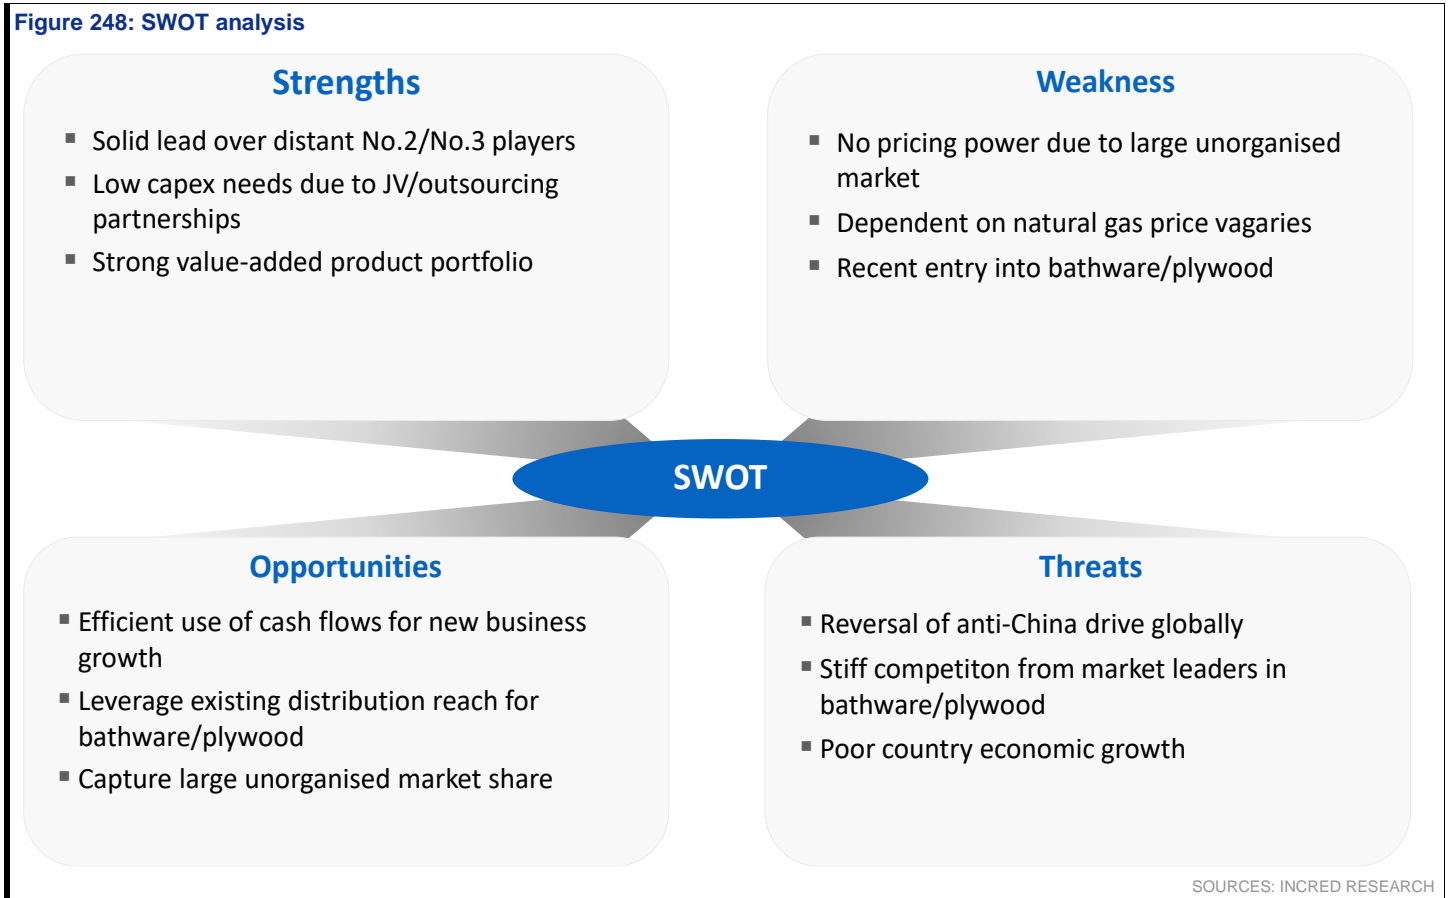 Figure 248: SWOT analysis
Strengths
▪ Solid lead over distant No.2/No.3 players
▪ Low capex needs due to JV/outsourcing
partnerships
▪ Strong value-added product portfolio
Weakness
▪ No pricing power due to large unorganised
market
▪ Dependent on natural gas price vagaries
▪ Recent entry into bathware/plywood
SWOT
Opportunities
▪ Efficient use of cash flows for new business
growth
▪ Leverage existing distribution reach for
bathware/plywood
▪ Capture large unorganised market share
Threats
▪ Reversal of anti-China drive globally
▪ Stiff competiton from market leaders in
bathware/plywood
▪ Poor country economic growth
SOURCES: INCRED RESEARCH